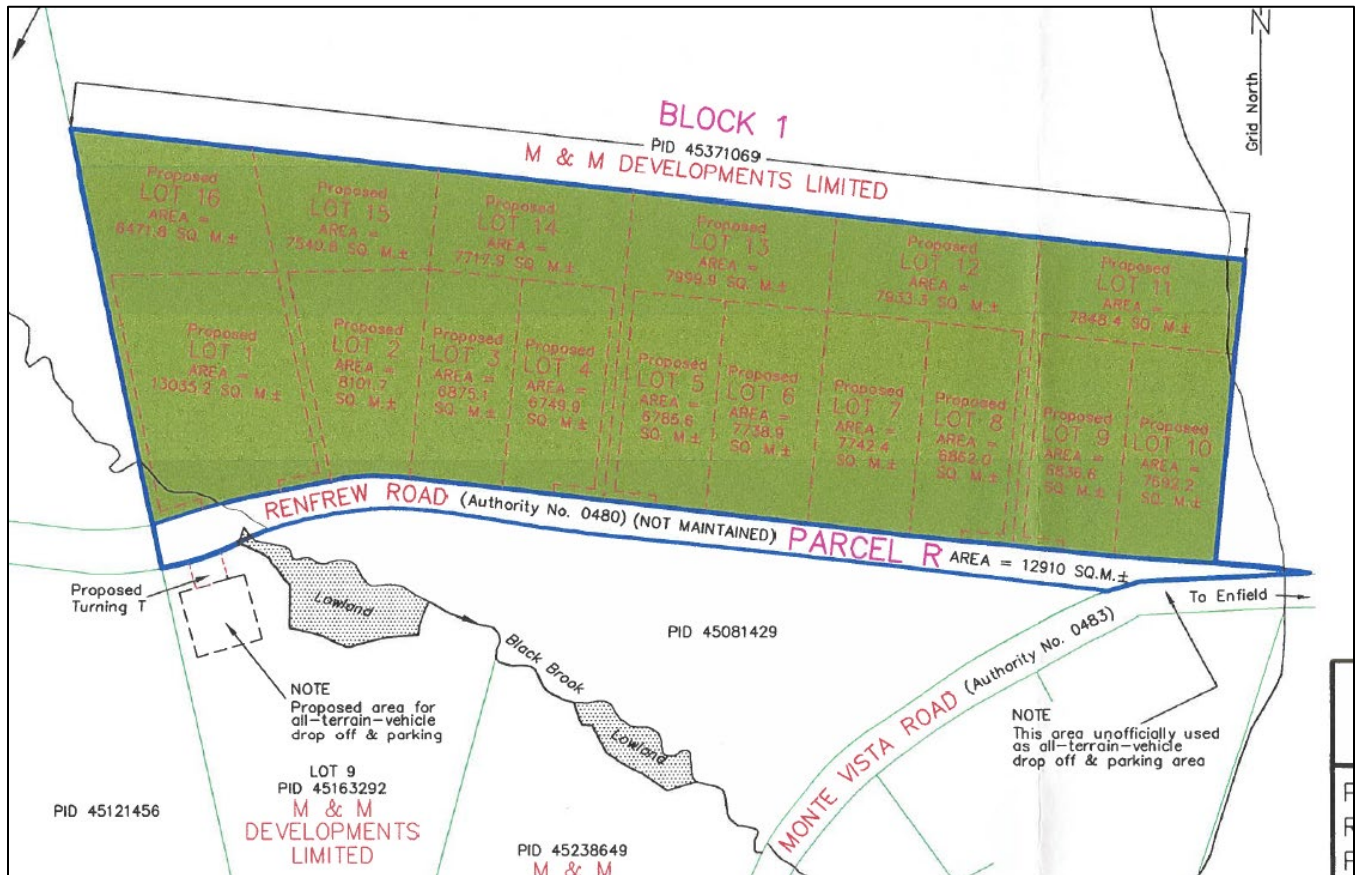 N
Grid North
BLOCK 1
PID 45371069
M & M DEVELOPMENTS LIMITED
Proposed
LOT 16
AREA =
8471.8 SQ. M.±
Proposed
LOT 15
AREA =
7540.8 SQ. M.±
Proposed
LOT 14
AREA =
7717.9 SQ. M.±
Proposed
LOT 13
AREA =
7999.9 SQ. M.±
Proposed
LOT 12
AREA =
7933.3 SQ. M.±
Proposed
LOT 11
AREA =
7848.4 SQ. M.±
Proposed
LOT 1
AREA =
13035.2 SQ. M.±
Proposed
LOT 2
AREA =
8101.7
SQ. M.±
Proposed
LOT 3
AREA =
6875.1
SQ. M.±
Proposed
LOT 4
AREA =
6749.9
SQ. M.±
Proposed
LOT 5
AREA =
6785.6
SQ. M.±
Proposed
LOT 6
AREA =
7738.9
SQ. M.±
Proposed
LOT 7
AREA =
7742.4
SQ. M.±
Proposed
LOT 8
AREA =
6862.0
SQ. M.±
Proposed
LOT 9
AREA =
6836.6
SQ. M.±
Proposed
LOT 10
AREA =
7692.2
SQ. M.±
RENFREW ROAD (Authority No. 0480) (NOT MAINTAINED) PARCEL R AREA = 12910 SQ.M.±
To Enfield
Proposed
Turning T
Lowland
Black Brook
PID 45081429
Lowland
MONTE VISTA ROAD (Authority No. 0483)
NOTE
Proposed area for
all-terrain-vehicle
drop off & parking
NOTE
This area unofficially used
as all-terrain-vehicle
drop off & parking area
PID 45121456
LOT 9
PID 45163292
M & M
DEVELOPMENTS
LIMITED
PID 45238649
M & M